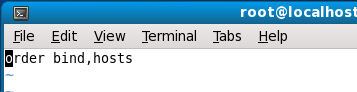 root@localhost
File Edit View Terminal Tabs Help
order bind,hosts
~
~